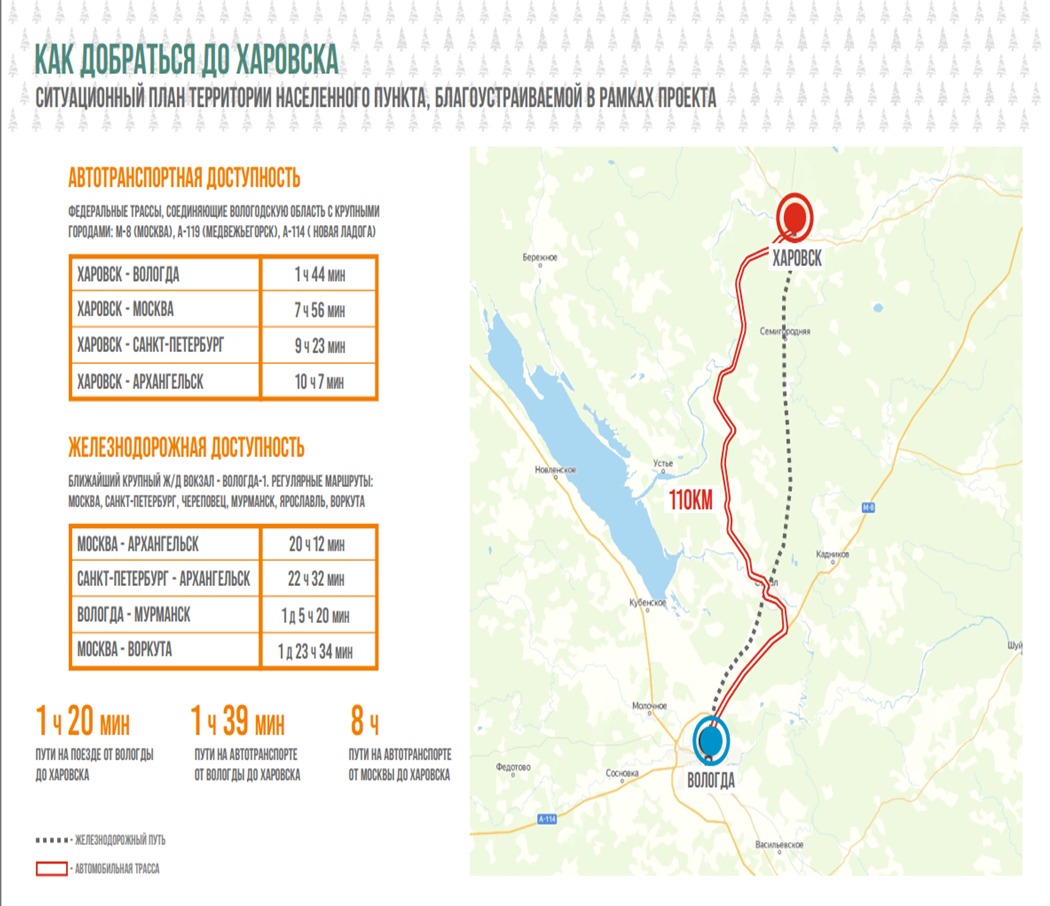 КАК ДОБРАТЬСЯ ДО ХАРОВСКА
СИТУАЦИОННЫЙ ПЛАН ТЕРРИТОРИИ НАСЕЛЕННОГО ПУНКТА, БЛАГОУСТРАИВАЕМОЙ В РАМКАХ ПРОЕКТА
АВТОТРАНСПОРТНАЯ ДОСТУПНОСТЬ
ФЕДЕРАЛЬНЫЕ ТРАССЫ, СОЕДИНЯЮЩИЕ ВОЛОГОДСКУЮ ОБЛАСТЬ С КРУПНЫМИ
ГОРОДАМИ: М-8 (МОСКВА), А-119 (МЕДВЕЖЬЕГОРСК), А-114 ( НОВАЯ ЛАДОГА)
ХАРОВСК - ВОЛОГДА 1 ч 44 мин
ХАРОВСК - МОСКВА 7 ч 56 мин
ХАРОВСК - САНКТ-ПЕТЕРБУРГ 9 ч 23 мин
ХАРОВСК - АРХАНГЕЛЬСК 10 ч 7 мин
ЖЕЛЕЗНОДОРОЖНАЯ ДОСТУПНОСТЬ
БЛИЖАЙШИЙ КРУПНЫЙ Ж/Д ВОКЗАЛ - ВОЛОГДА-1. РЕГУЛЯРНЫЕ МАРШРУТЫ:
МОСКВА, САНКТ-ПЕТЕРБУРГ, ЧЕРЕПОВЕЦ, МУРМАНСК, ЯРОСЛАВЛЬ, ВОРКУТА
МОСКВА - АРХАНГЕЛЬСК 20 ч 12 мин
САНКТ-ПЕТЕРБУРГ - АРХАНГЕЛЬСК 22 ч 32 мин
ВОЛОГДА - МУРМАНСК 1 д 5 ч 20 мин
МОСКВА - ВОРКУТА 1 д 23 ч 34 мин
1 ч 20 мин
ПУТИ НА ПОЕЗДЕ ОТ ВОЛОГДЫ
ДО ХАРОВСКА
1 ч 39 мин
ПУТИ НА АВТОТРАНСПОРТЕ
ОТ ВОЛОГДЫ ДО ХАРОВСКА
8 ч
ПУТИ НА АВТОТРАНСПОРТЕ
ОТ МОСКВЫ ДО ХАРОВСКА
- ЖЕЛЕЗНОДОРОЖНЫЙ ПУТЬ
- АВТОМОБИЛЬНАЯ ТРАССА
ХАРОВСК
Бережное
Семигородняя
Новленское
Устье
110КМ
М-8
Кадников
Кубенское
Шуй
Молочное
Федотово
Сосновка
ВОЛОГДА
А-114
Васильевское